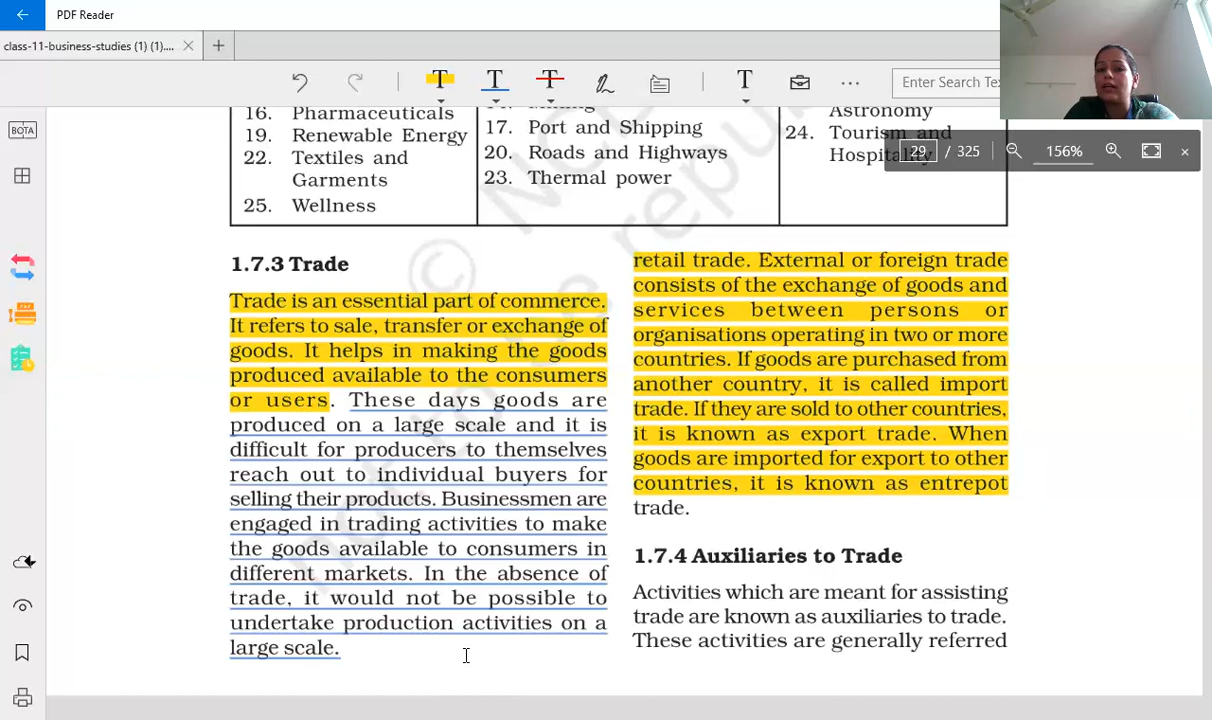 PDF Reader
class-11-business-studies (1) (1)....
Enter Search Tex
BOTA
29 / 325
156%
16. Pharmaceuticals
19. Renewable Energy
22. Textiles and
Garments
25. Wellness
17. Port and Shipping
20. Roads and Highways
23. Thermal power
Astronomy
24. Tourism and
Hospitality
1.7.3 Trade
Trade is an essential part of commerce.
It refers to sale, transfer or exchange of
goods. It helps in making the goods
produced available to the consumers
or users. These days goods are
produced on a large scale and it is
difficult for producers to themselves
reach out to individual buyers for
selling their products. Businessmen are
engaged in trading activities to make
the goods available to consumers in
different markets. In the absence of
trade, it would not be possible to
undertake production activities on a
large scale.
retail trade. External or foreign trade
consists of the exchange of goods and
services between persons or
organisations operating in two or more
countries. If goods are purchased from
another country, it is called import
trade. If they are sold to other countries,
it is known as export trade. When
goods are imported for export to other
countries, it is known as entrepot
trade.
1.7.4 Auxiliaries to Trade
Activities which are meant for assisting
trade are known as auxiliaries to trade.
These activities are generally referred